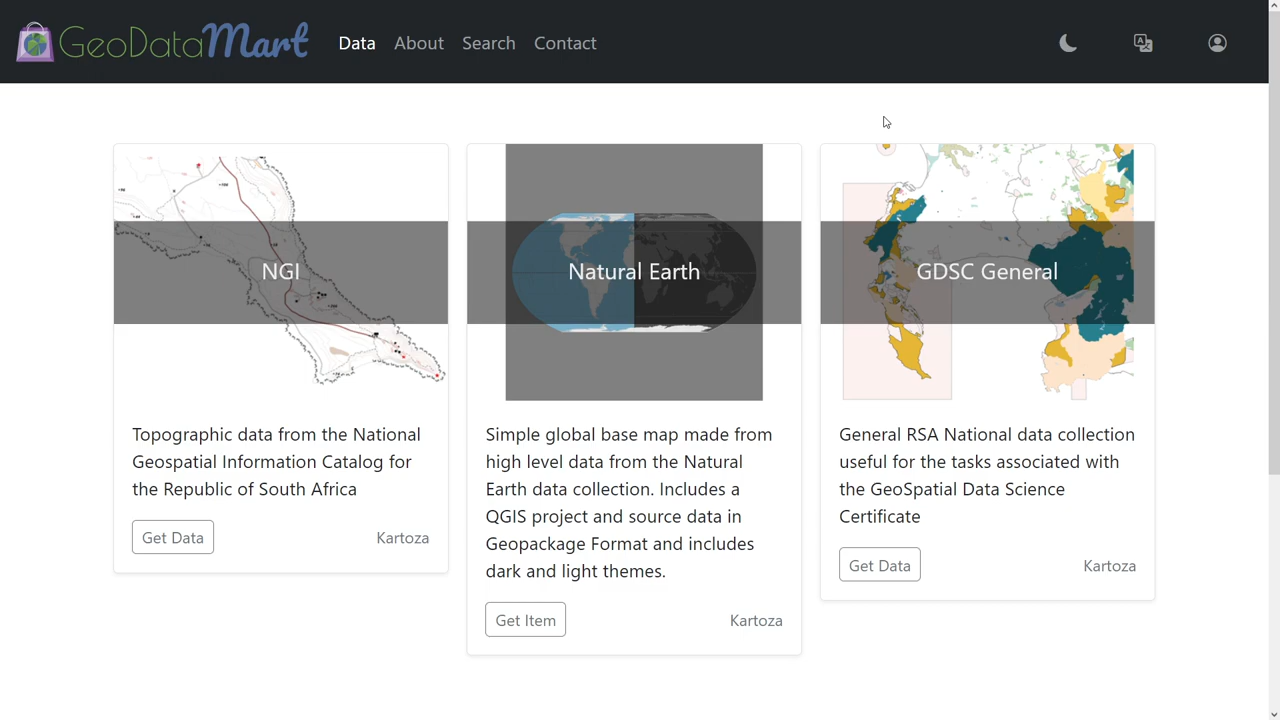 GeoDataMart
Data About Search Contact
NGI
Topographic data from the National
Geospatial Information Catalog for
the Republic of South Africa
Get Data Kartoza
Natural Earth
Simple global base map made from
high level data from the Natural
Earth data collection. Includes a
QGIS project and source data in
Geopackage Format and includes
dark and light themes.
Get Item Kartoza
GDSC General
General RSA National data collection
useful for the tasks associated with
the GeoSpatial Data Science
Certificate
Get Data Kartoza